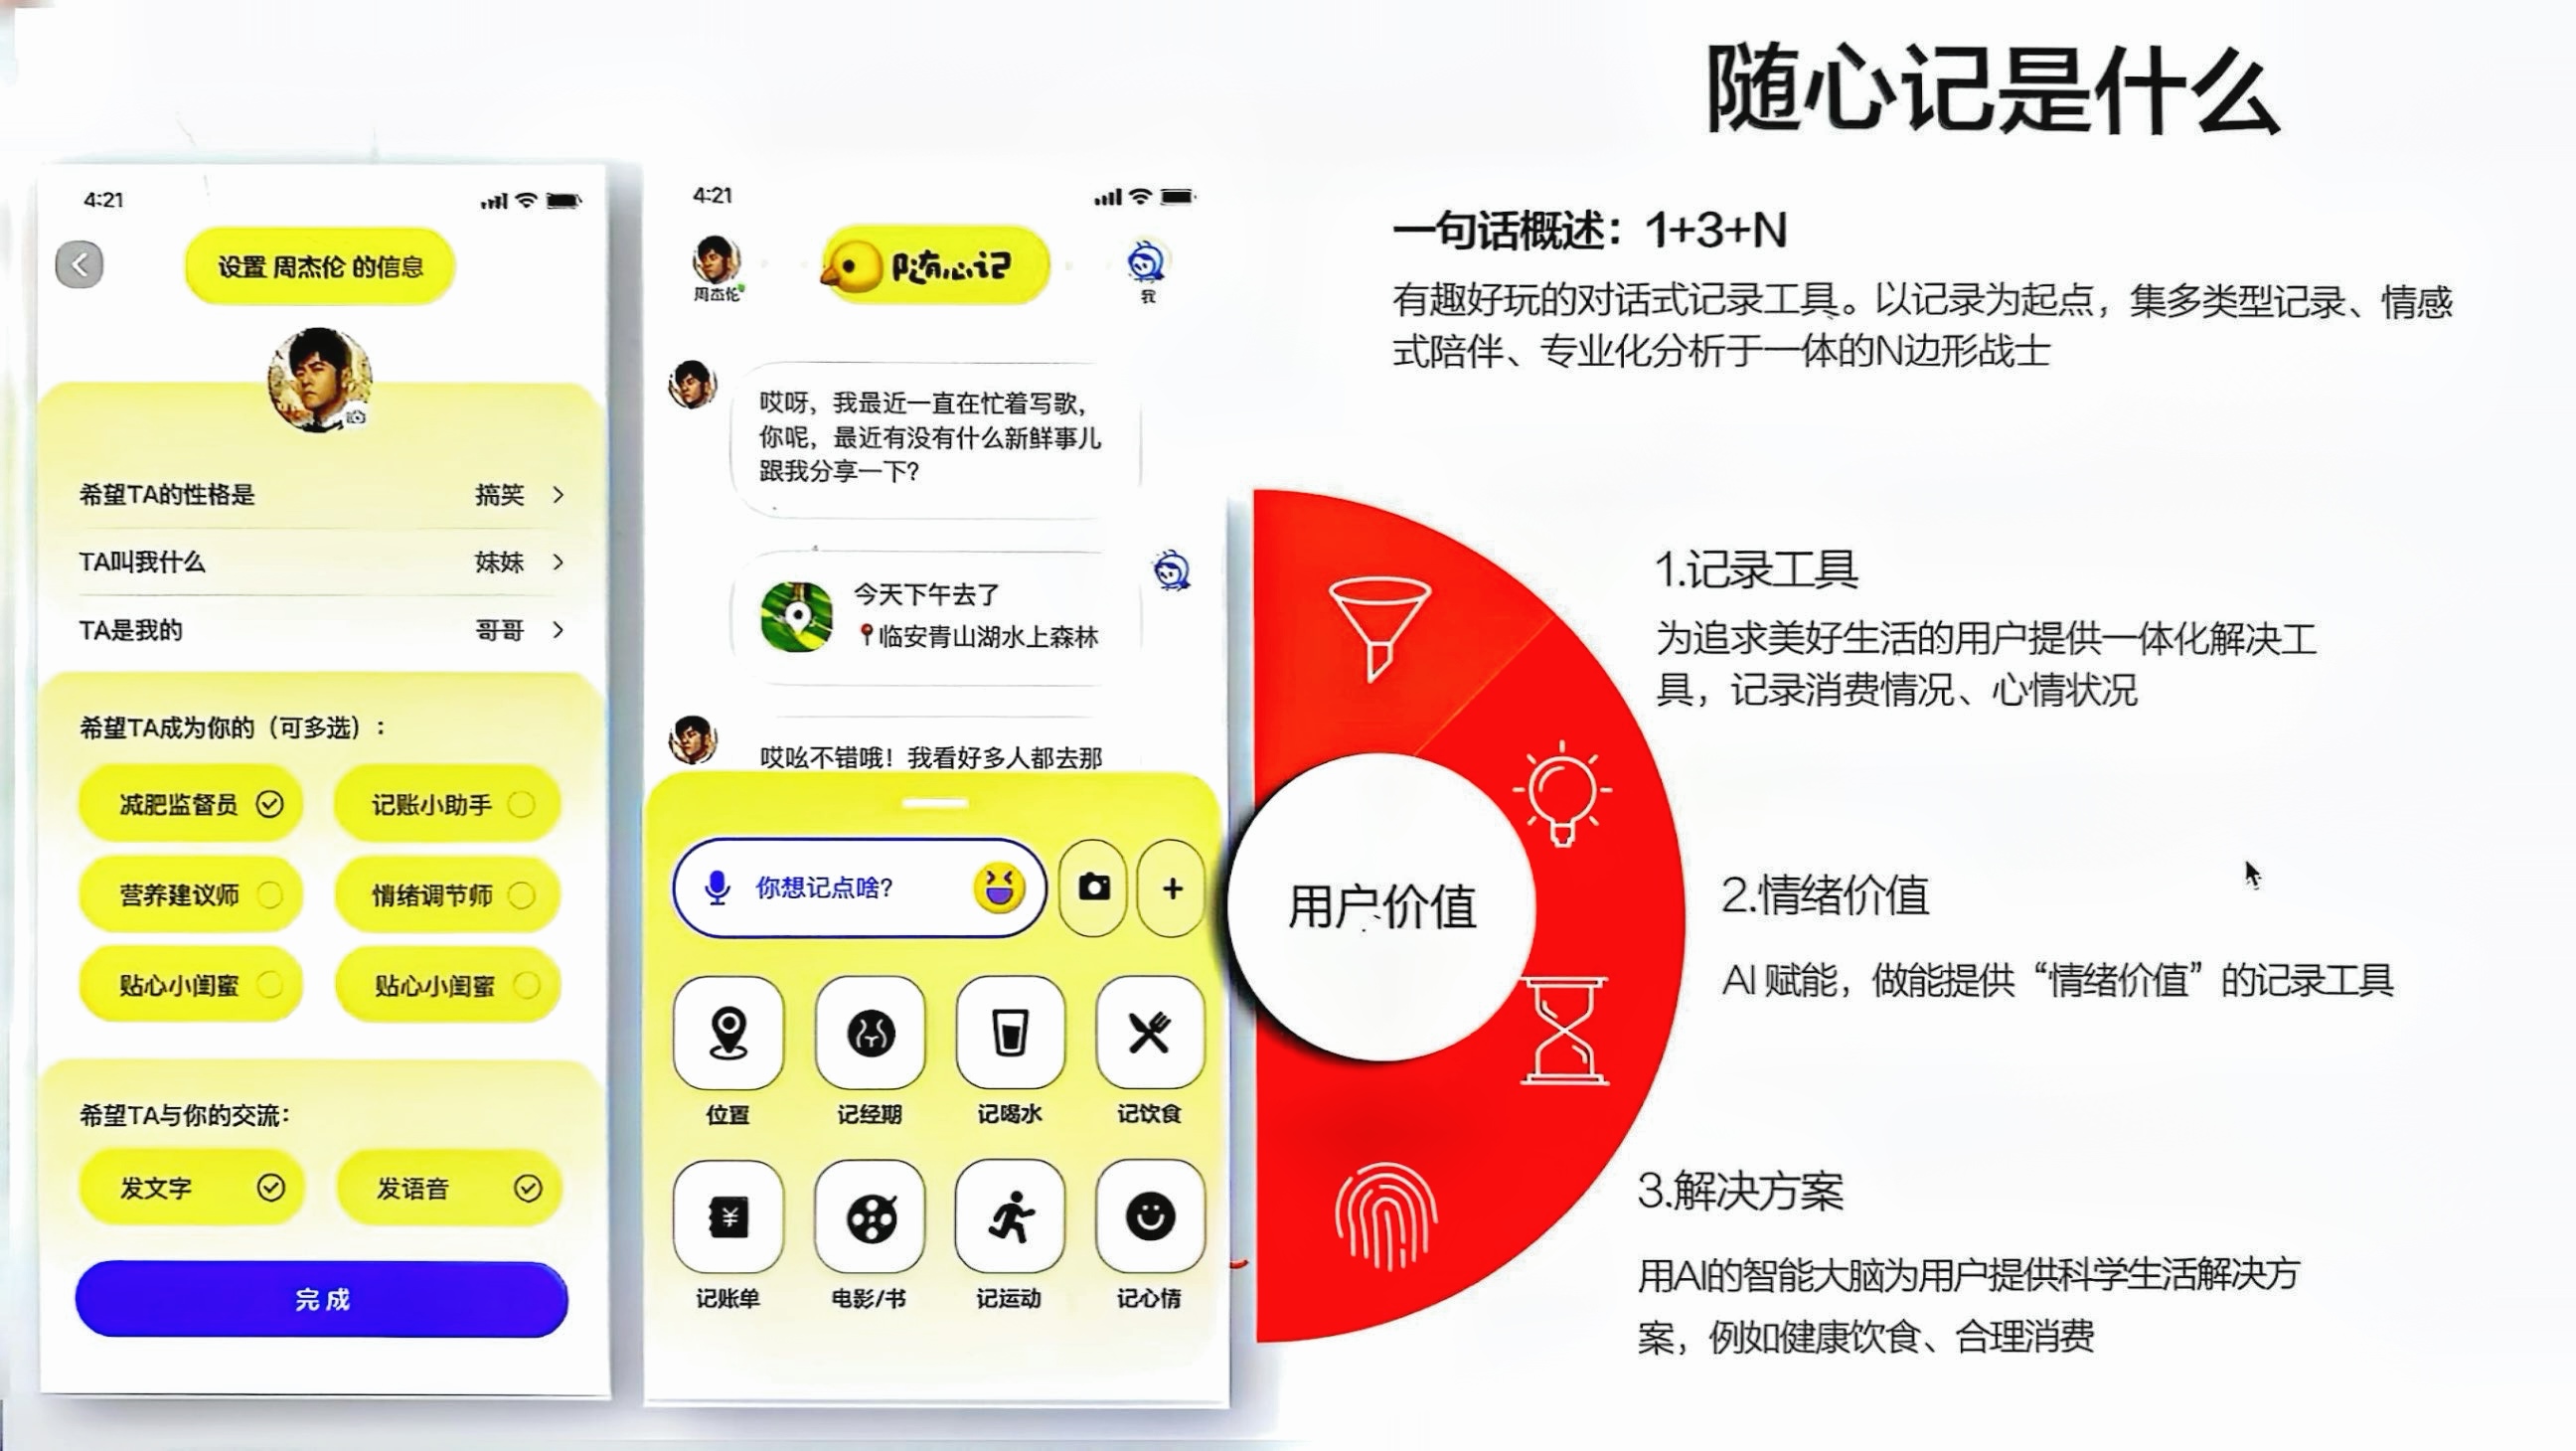 随心记是什么
一句话概述：1+3+N
有趣好玩的对话式记录工具。以记录为起点，集多类型记录、情感
式陪伴、专业化分析于一体的N边形战士
4:21
设置 周杰伦 的信息
希望TA的性格是 搞笑
TA叫我什么 妹妹
TA是我的 哥哥
希望TA成为你的（可多选）：
减肥监督员 记账小助手
营养建议师 情绪调节师
贴心小闺蜜 贴心小闺蜜
希望TA与你的交流：
发文字 发语音
完成
4:21
周杰伦 随心记 我
哎呀，我最近一直在忙着写歌，
你呢，最近有没有什么新鲜事儿
跟我分享一下？
今天下午去了
临安青山湖水上森林
哎吆不错哦！我看好多人都去那
你想记点啥？
位置 记经期 记喝水 记饮食
记账单 电影/书 记运动 记心情
用户价值
1.记录工具
为追求美好生活的用户提供一体化解决工
具，记录消费情况、心情状况
2.情绪价值
AI 赋能，做能提供“情绪价值”的记录工具
3.解决方案
用AI的智能大脑为用户提供科学生活解决方
案，例如健康饮食、合理消费